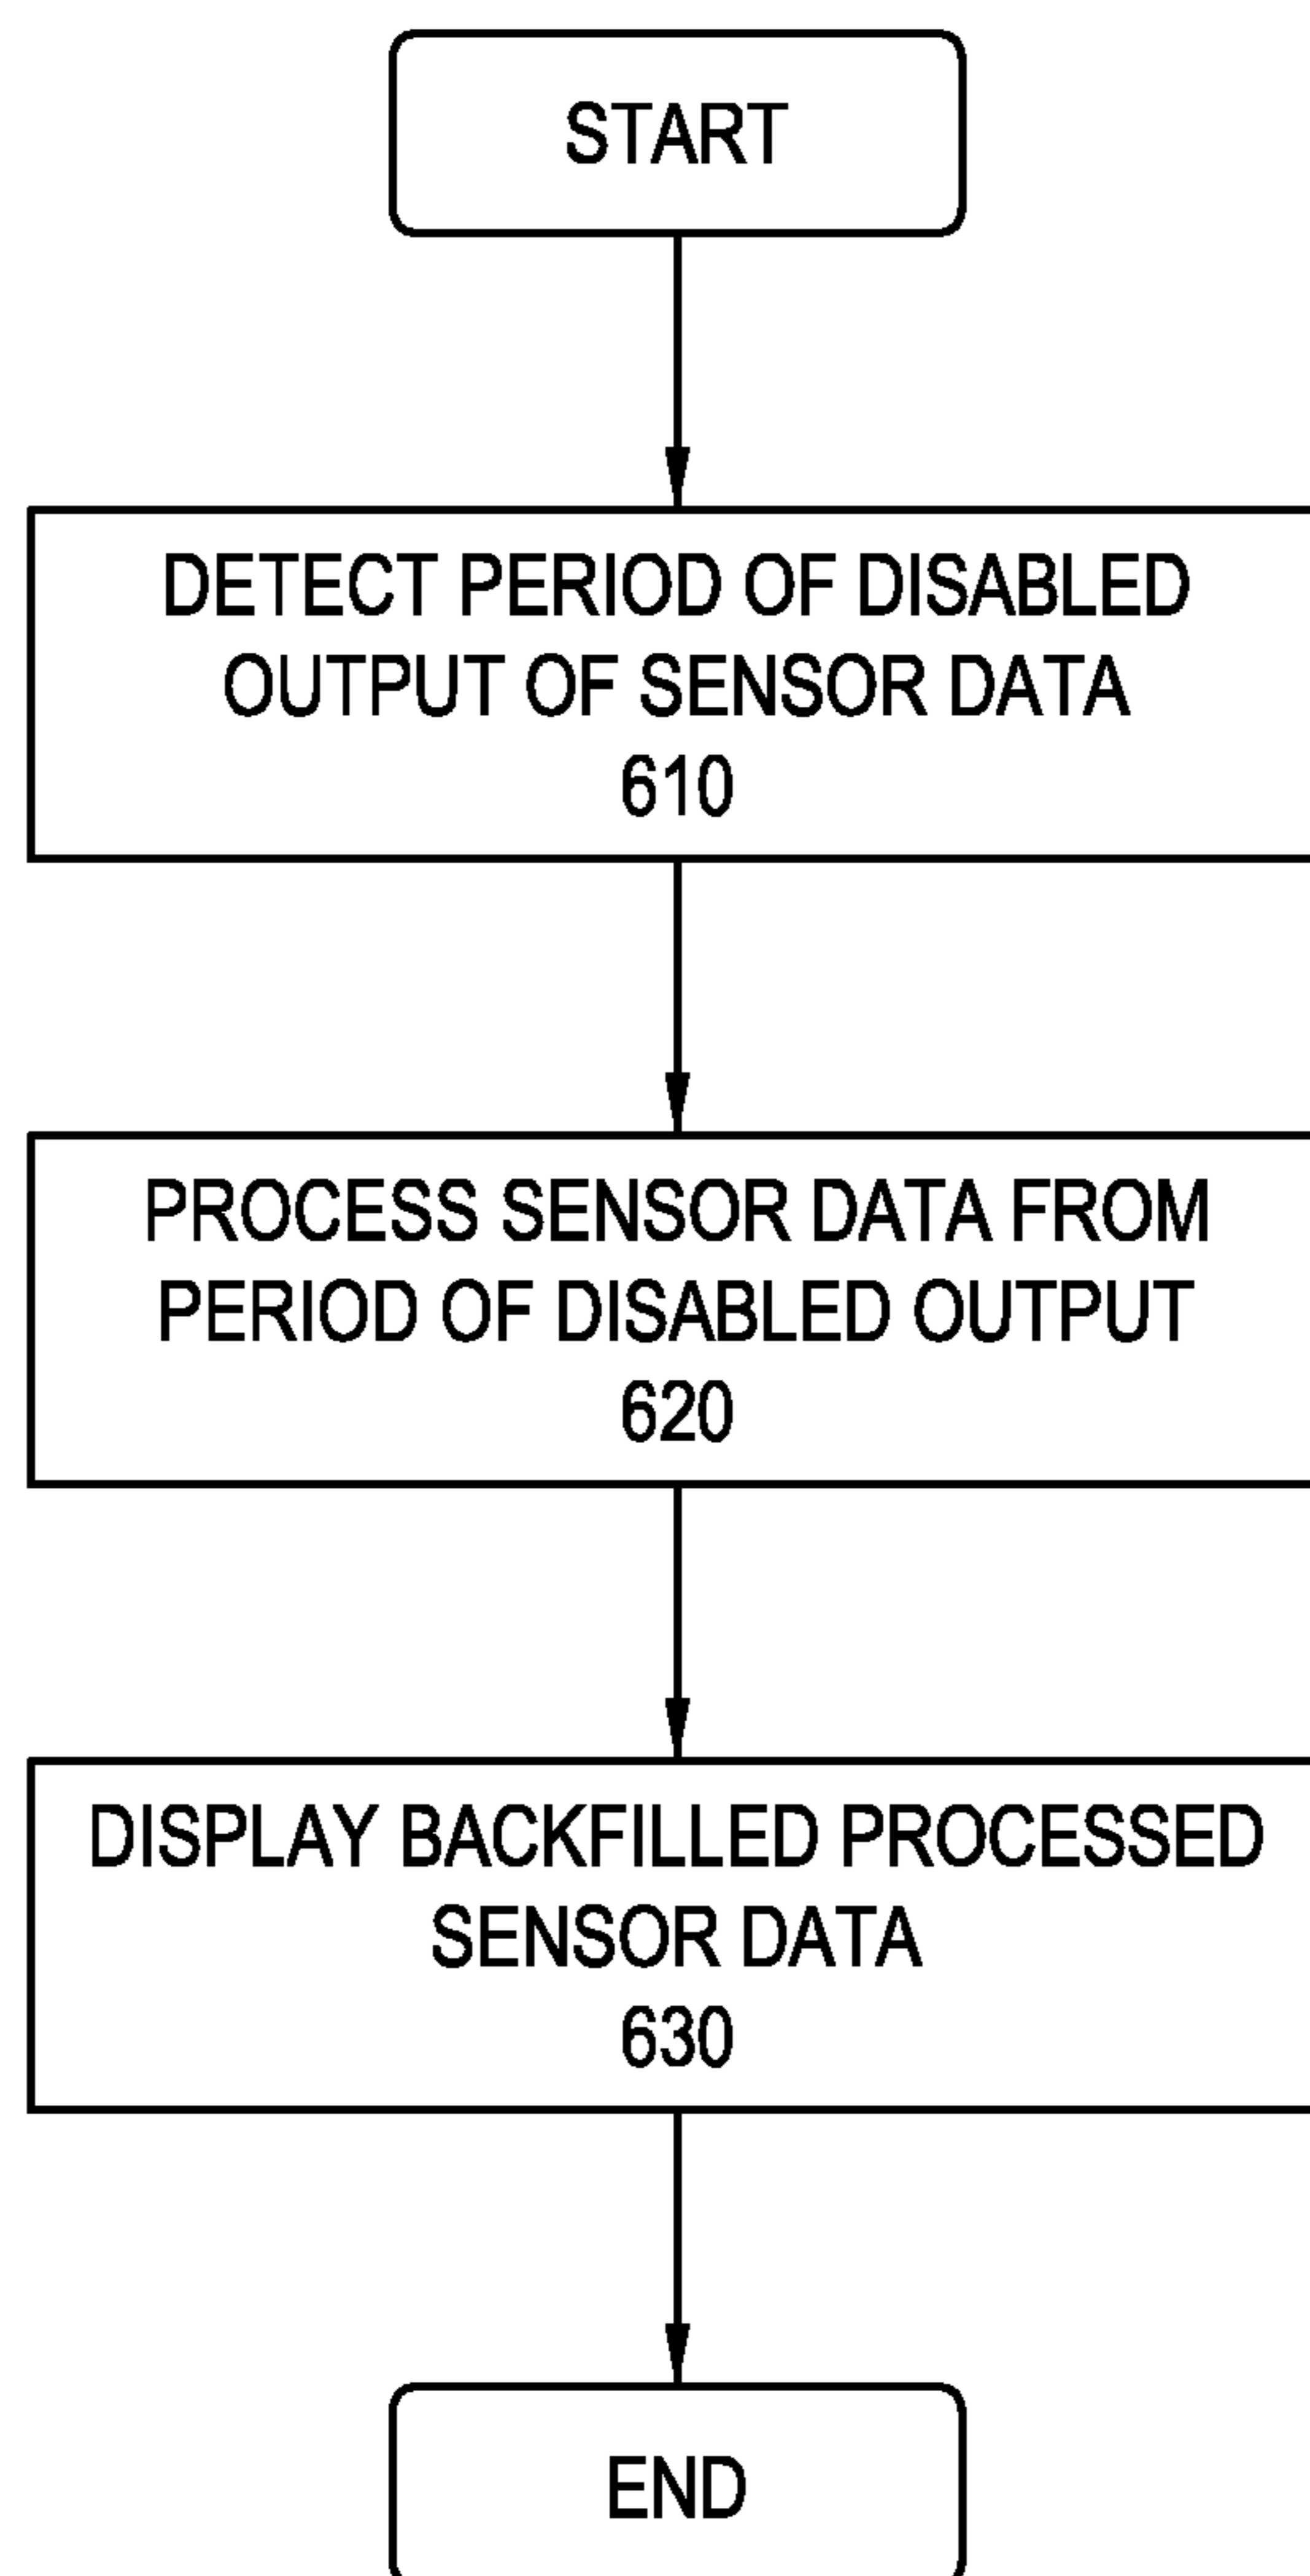 START
DETECT PERIOD OF DISABLED
OUTPUT OF SENSOR DATA
610
PROCESS SENSOR DATA FROM
PERIOD OF DISABLED OUTPUT
620
DISPLAY BACKFILLED PROCESSED
SENSOR DATA
630
END